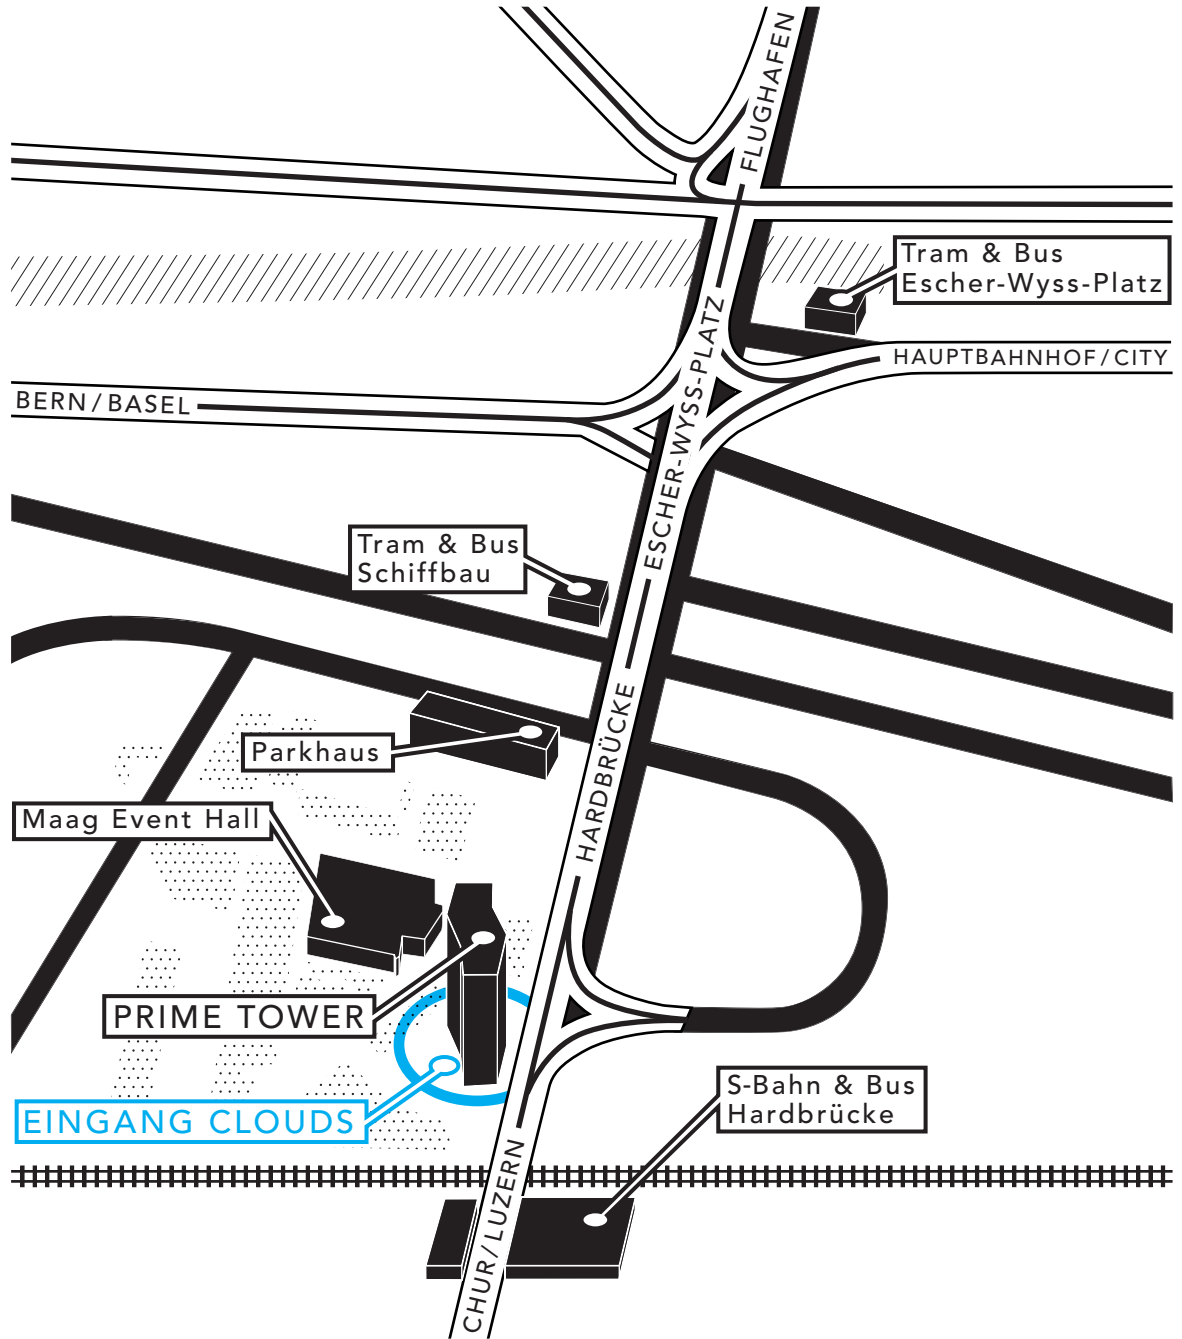 FLUGHAFEN
Tram & Bus
Escher-Wyss-Platz
HAUPTBAHNHOF/CITY
BERN/BASEL
ESCHER-WYSS-PLATZ
Tram & Bus
Schiffbau
HARDBRÜCKE
Parkhaus
Maag Event Hall
PRIME TOWER
EINGANG CLOUDS
S-Bahn & Bus
Hardbrücke
CHUR/LUZERN